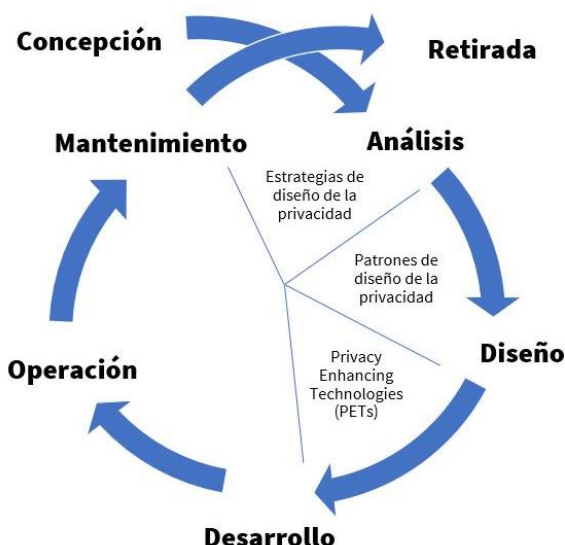 Concepción
Retirada
Mantenimiento
Análisis
Estrategias de
diseño de la
privacidad
Patrones de
diseño de la
privacidad
Diseño
Operación
Privacy
Enhancing
Technologies
(PETs)
Desarrollo